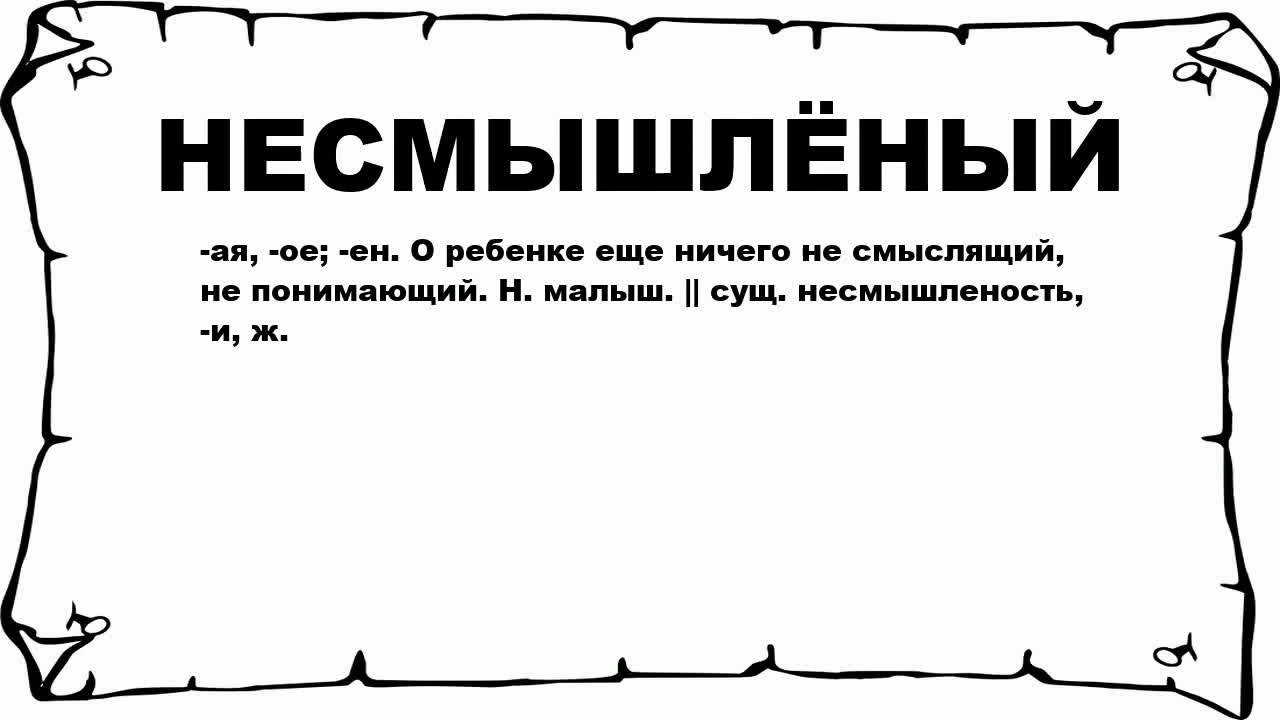 НЕСМЫШЛЁНЫЙ
-ая, -ое; -ен. О ребенке еще ничего не смыслящий,
не понимающий. Н. малыш. || сущ. несмышленость,
-и, ж.